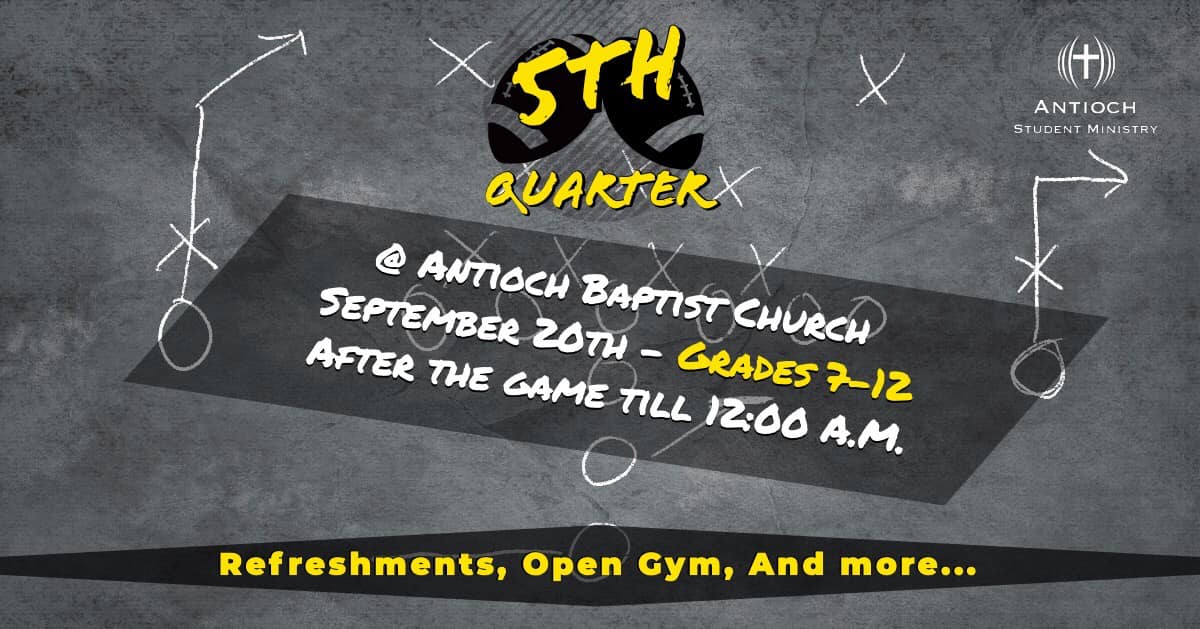 5TH
QUARTER
ANTIOCH
STUDENT MINISTRY
@ ANTIOCH BAPTIST CHURCH
SEPTEMBER 20TH - GRADES 7-12
AFTER THE GAME TILL 12:00 A.M.
Refreshments, Open Gym, And more...